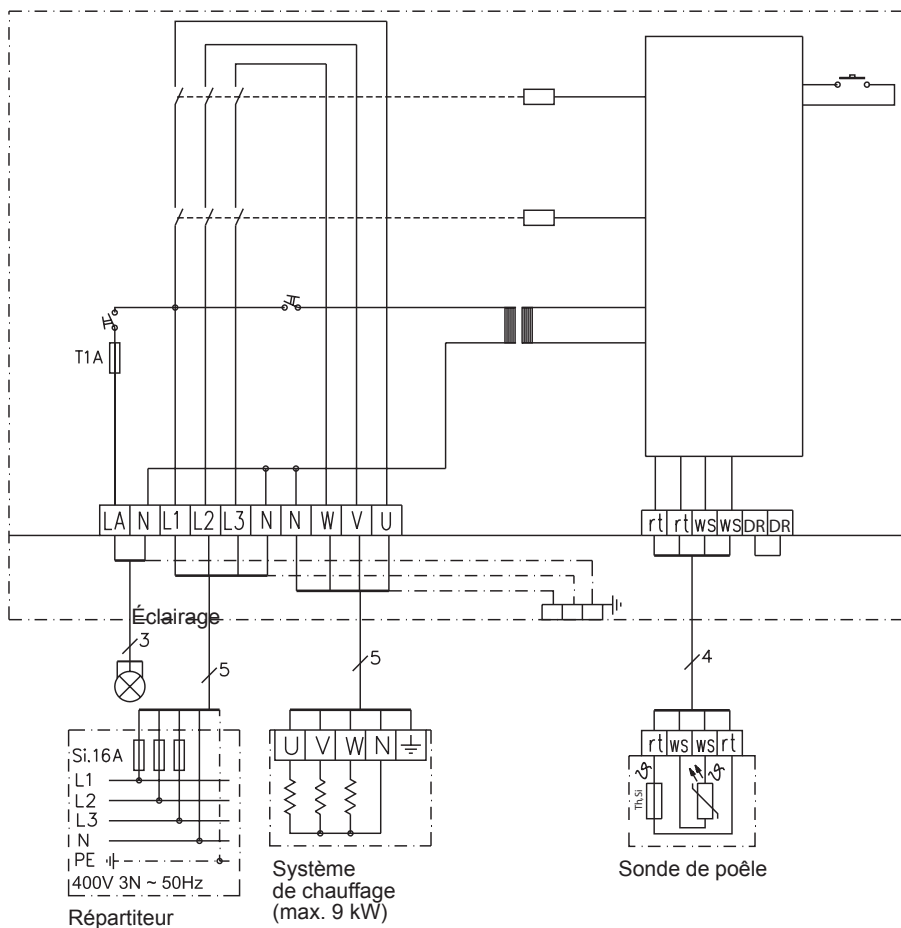 T1A
LA N L1 L2 L3 N N W V U
rt rt ws ws DR DR
Éclairage
3
5
5
4
Si.16A
L1
L2
L3
N
PE
400V 3N ~ 50Hz
Répartiteur
U V W N
Système
de chauffage
(max. 9 kW)
rt ws ws rt
Th.Si
ϑ
ϑ
Sonde de poêle